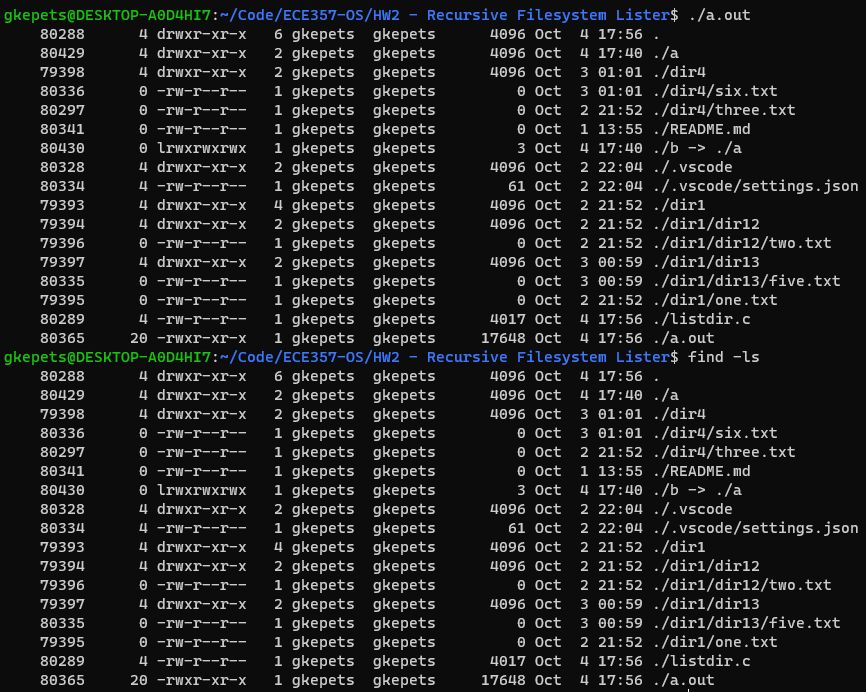 gkepets@DESKTOP-A0D4HI7:~/Code/ECE357-OS/HW2 - Recursive Filesystem Lister$ ./a.out
    80288      4 drwxr-xr-x   6 gkepets  gkepets      4096 Oct  4 17:56 .
    80429      4 drwxr-xr-x   2 gkepets  gkepets      4096 Oct  4 17:40 ./a
    79398      4 drwxr-xr-x   2 gkepets  gkepets      4096 Oct  3 01:01 ./dir4
    80336      0 -rw-r--r--   1 gkepets  gkepets         0 Oct  3 01:01 ./dir4/six.txt
    80297      0 -rw-r--r--   1 gkepets  gkepets         0 Oct  2 21:52 ./dir4/three.txt
    80341      0 -rw-r--r--   1 gkepets  gkepets         0 Oct  1 13:55 ./README.md
    80430      0 lrwxrwxrwx   1 gkepets  gkepets         3 Oct  4 17:40 ./b -> ./a
    80328      4 drwxr-xr-x   2 gkepets  gkepets      4096 Oct  2 22:04 ./.vscode
    80334      4 -rw-r--r--   1 gkepets  gkepets        61 Oct  2 22:04 ./.vscode/settings.json
    79393      4 drwxr-xr-x   4 gkepets  gkepets      4096 Oct  2 21:52 ./dir1
    79394      4 drwxr-xr-x   2 gkepets  gkepets      4096 Oct  2 21:52 ./dir1/dir12
    79396      0 -rw-r--r--   1 gkepets  gkepets         0 Oct  2 21:52 ./dir1/dir12/two.txt
    79397      4 drwxr-xr-x   2 gkepets  gkepets      4096 Oct  3 00:59 ./dir1/dir13
    80335      0 -rw-r--r--   1 gkepets  gkepets         0 Oct  3 00:59 ./dir1/dir13/five.txt
    79395      0 -rw-r--r--   1 gkepets  gkepets         0 Oct  2 21:52 ./dir1/one.txt
    80289      4 -rw-r--r--   1 gkepets  gkepets      4017 Oct  4 17:56 ./listdir.c
    80365     20 -rwxr-xr-x   1 gkepets  gkepets     17648 Oct  4 17:56 ./a.out
gkepets@DESKTOP-A0D4HI7:~/Code/ECE357-OS/HW2 - Recursive Filesystem Lister$ find -ls
    80288      4 drwxr-xr-x   6 gkepets  gkepets      4096 Oct  4 17:56 .
    80429      4 drwxr-xr-x   2 gkepets  gkepets      4096 Oct  4 17:40 ./a
    79398      4 drwxr-xr-x   2 gkepets  gkepets      4096 Oct  3 01:01 ./dir4
    80336      0 -rw-r--r--   1 gkepets  gkepets         0 Oct  3 01:01 ./dir4/six.txt
    80297      0 -rw-r--r--   1 gkepets  gkepets         0 Oct  2 21:52 ./dir4/three.txt
    80341      0 -rw-r--r--   1 gkepets  gkepets         0 Oct  1 13:55 ./README.md
    80430      0 lrwxrwxrwx   1 gkepets  gkepets         3 Oct  4 17:40 ./b -> ./a
    80328      4 drwxr-xr-x   2 gkepets  gkepets      4096 Oct  2 22:04 ./.vscode
    80334      4 -rw-r--r--   1 gkepets  gkepets        61 Oct  2 22:04 ./.vscode/settings.json
    79393      4 drwxr-xr-x   4 gkepets  gkepets      4096 Oct  2 21:52 ./dir1
    79394      4 drwxr-xr-x   2 gkepets  gkepets      4096 Oct  2 21:52 ./dir1/dir12
    79396      0 -rw-r--r--   1 gkepets  gkepets         0 Oct  2 21:52 ./dir1/dir12/two.txt
    79397      4 drwxr-xr-x   2 gkepets  gkepets      4096 Oct  3 00:59 ./dir1/dir13
    80335      0 -rw-r--r--   1 gkepets  gkepets         0 Oct  3 00:59 ./dir1/dir13/five.txt
    79395      0 -rw-r--r--   1 gkepets  gkepets         0 Oct  2 21:52 ./dir1/one.txt
    80289      4 -rw-r--r--   1 gkepets  gkepets      4017 Oct  4 17:56 ./listdir.c
    80365     20 -rwxr-xr-x   1 gkepets  gkepets     17648 Oct  4 17:56 ./a.out